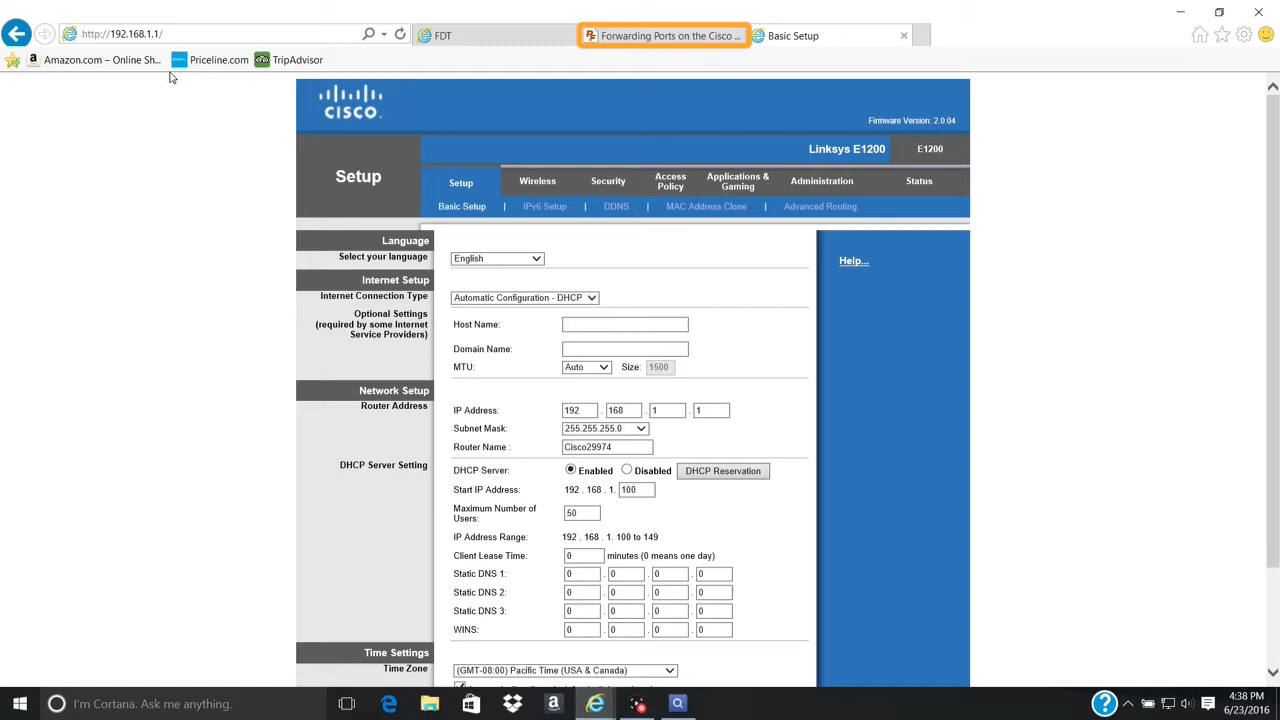 http://192.168.1.1/
FDT
Forwarding Ports on the Cisco ...
Basic Setup
Amazon.com – Online Sh...
Priceline.com
TripAdvisor
CISCO
Firmware Version: 2.0.04
Linksys E1200
E1200
Setup
Setup
Wireless
Security
Access Policy
Applications & Gaming
Administration
Status
Basic Setup | IPv6 Setup | DDNS | MAC Address Clone | Advanced Routing
Language
Select your language
English
Help...
Internet Setup
Internet Connection Type
Automatic Configuration - DHCP
Optional Settings
(required by some Internet
Service Providers)
Host Name:
Domain Name:
MTU: Auto Size: 1500
Network Setup
Router Address
IP Address: 192 . 168 . 1 . 1
Subnet Mask: 255.255.255.0
Router Name : Cisco29974
DHCP Server Setting
DHCP Server: Enabled Disabled DHCP Reservation
Start IP Address: 192 . 168 . 1. 100
Maximum Number of
Users: 50
IP Address Range: 192 . 168 . 1. 100 to 149
Client Lease Time: 0 minutes (0 means one day)
Static DNS 1: 0 . 0 . 0 . 0
Static DNS 2: 0 . 0 . 0 . 0
Static DNS 3: 0 . 0 . 0 . 0
WINS: 0 . 0 . 0 . 0
Time Settings
Time Zone
(GMT-08:00) Pacific Time (USA & Canada)
I'm Cortana. Ask me anything.
4:38 PM
6/23/2016